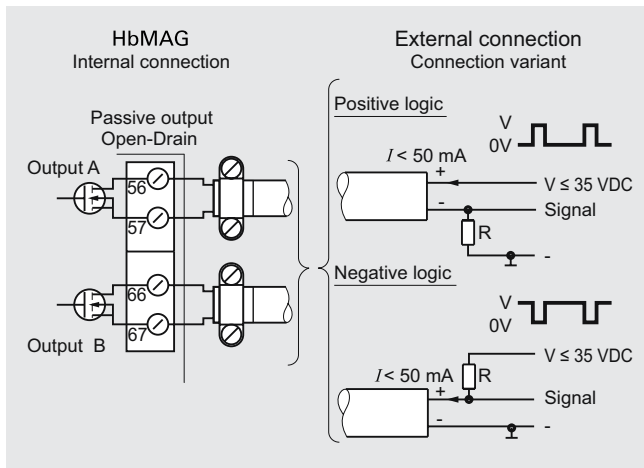 HbMAG
Internal connection
Passive output
Open-Drain
Output A
56
57
66
67
Output B
External connection
Connection variant
Positive logic
V
0V
I < 50 mA
+
V ≤ 35 VDC
-
Signal
R
-
Negative logic
V
0V
V ≤ 35 VDC
I < 50 mA
R
+
Signal
-
-